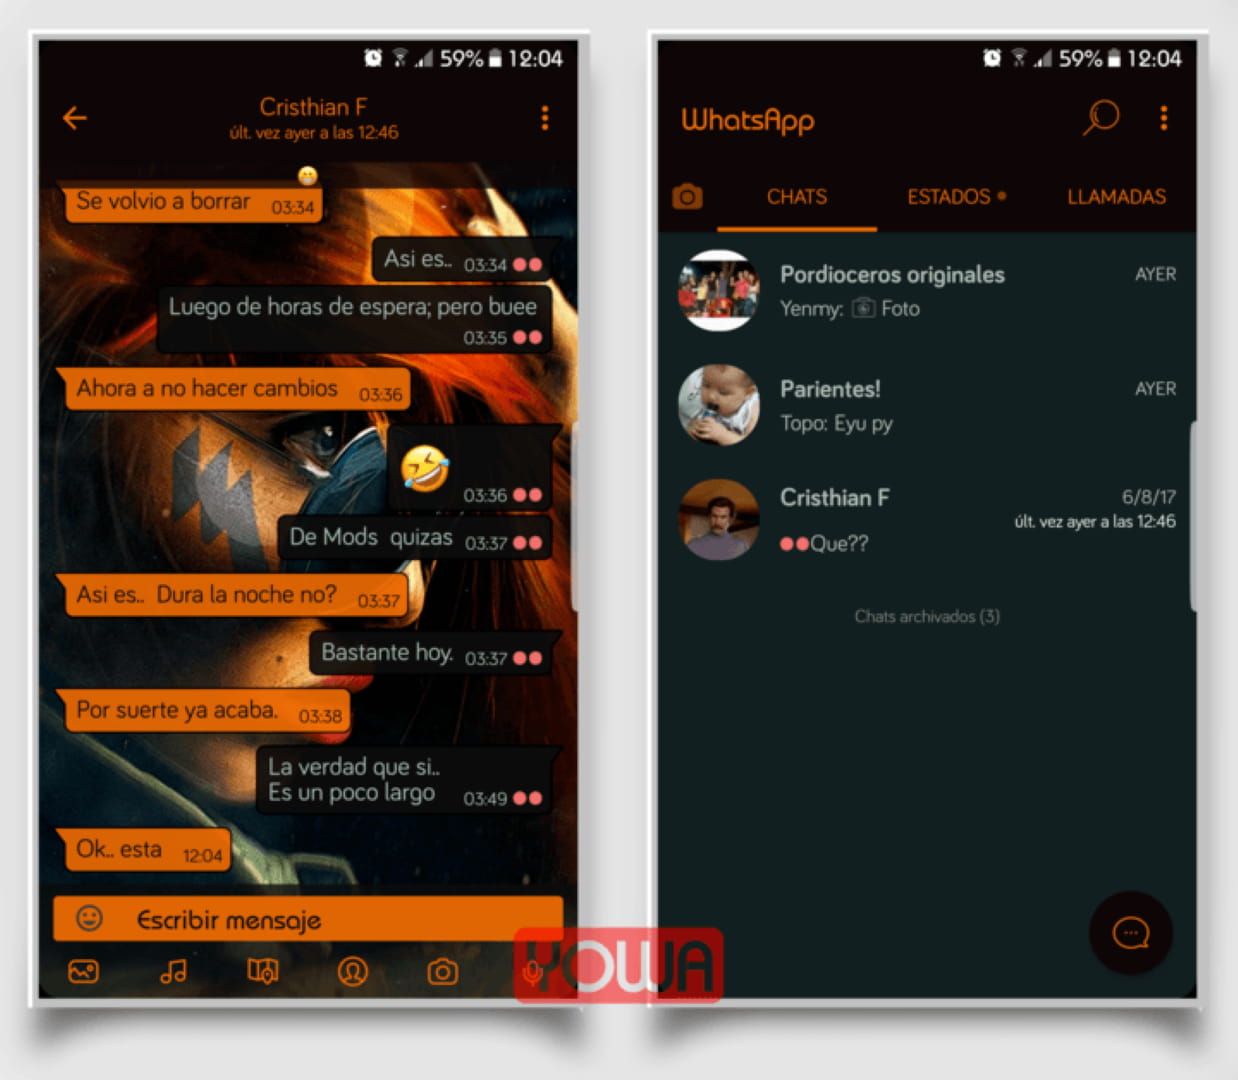 59% 12:04
Cristhian F
últ. vez ayer a las 12:46
Se volvio a borrar 03:34
Asi es.. 03:34
Luego de horas de espera; pero buee
03:35
Ahora a no hacer cambios 03:36
03:36
De Mods quizas 03:37
Asi es.. Dura la noche no? 03:37
Bastante hoy. 03:37
Por suerte ya acaba. 03:38
La verdad que si..
Es un poco largo 03:49
Ok.. esta 12:04
Escribir mensaje
YOWA
59% 12:04
WhatsApp
CHATS ESTADOS LLAMADAS
Pordioceros originales AYER
Yenmy: Foto
Parientes! AYER
Topo: Eyu py
Cristhian F 6/8/17
últ. vez ayer a las 12:46
Que??
Chats archivados (3)